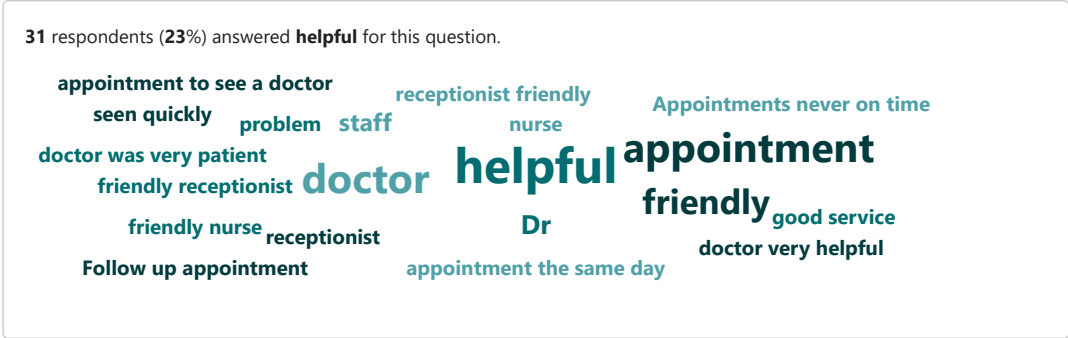 31 respondents (23%) answered helpful for this question.
appointment to see a doctor
receptionist friendly
Appointments never on time
seen quickly
problem
staff
nurse
doctor was very patient
helpful
appointment
friendly receptionist
doctor
friendly
good service
friendly nurse
receptionist
Dr
doctor very helpful
Follow up appointment
appointment the same day